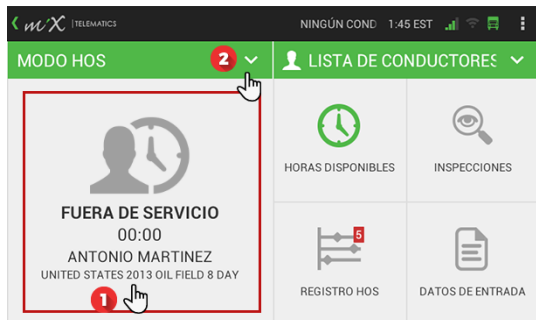 miX | TELEMATICS
NINGÚN COND 1:45 EST
MODO HOS
2
LISTA DE CONDUCTORES
HORAS DISPONIBLES
INSPECCIONES
FUERA DE SERVICIO
00:00
ANTONIO MARTINEZ
UNITED STATES 2013 OIL FIELD 8 DAY
1
5
REGISTRO HOS
DATOS DE ENTRADA